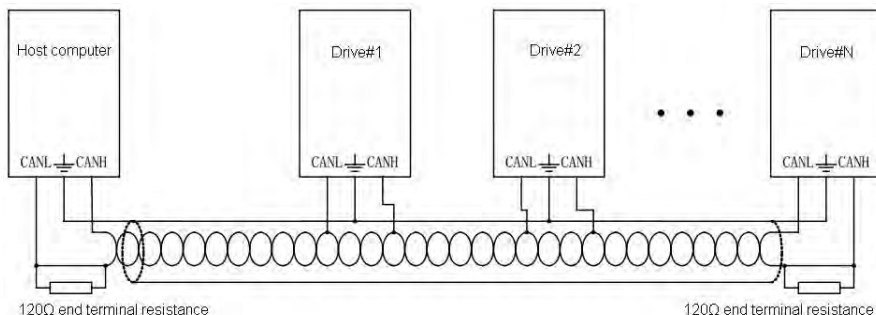 Host computer
Drive#1
Drive#2
Drive#N
CANL CANH
CANL CANH
CANL CANH
CANL CANH
120Ω end terminal resistance
120Ω end terminal resistance